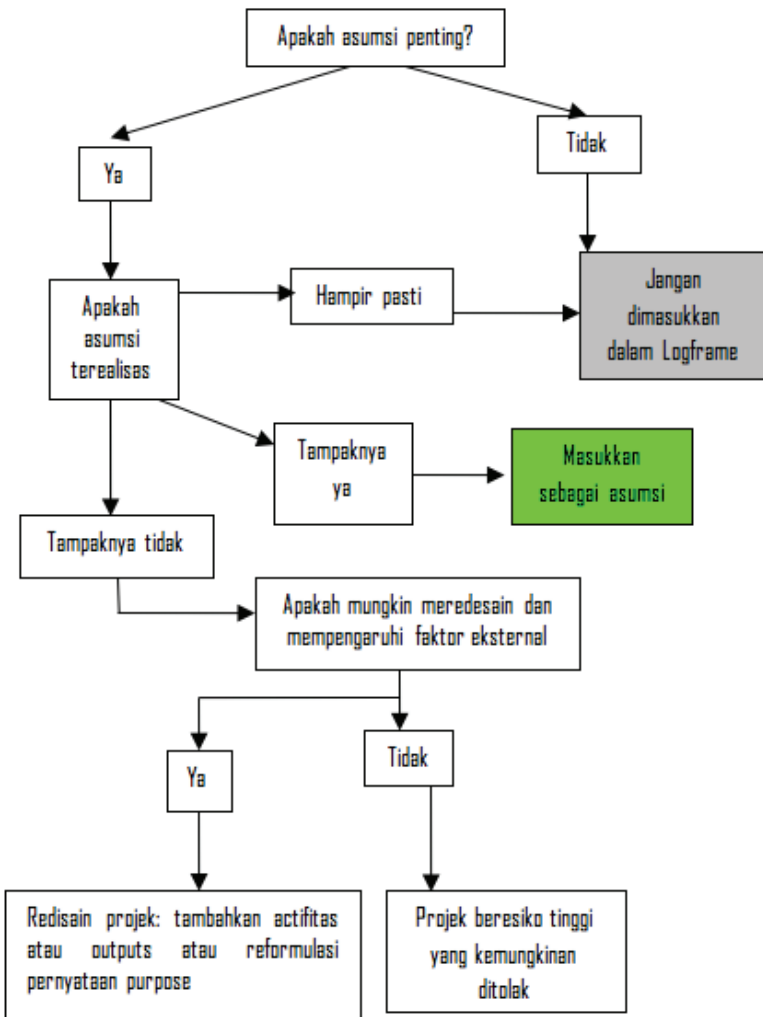 Apakah asumsi penting?
Ya
Tidak
Apakah
asumsi
terealisas
Hampir pasti
Jangan
dimasukkan
dalam Logframe
Tampaknya
ya
Masukkan
sebagai asumsi
Tampaknya tidak
Apakah mungkin meredesain dan
mempengaruhi faktor eksternal
Ya
Tidak
Redisain projek: tambahkan actifitas
atau outputs atau reformulasi
pernyataan purpose
Projek beresiko tinggi
yang kemungkinan
ditolak